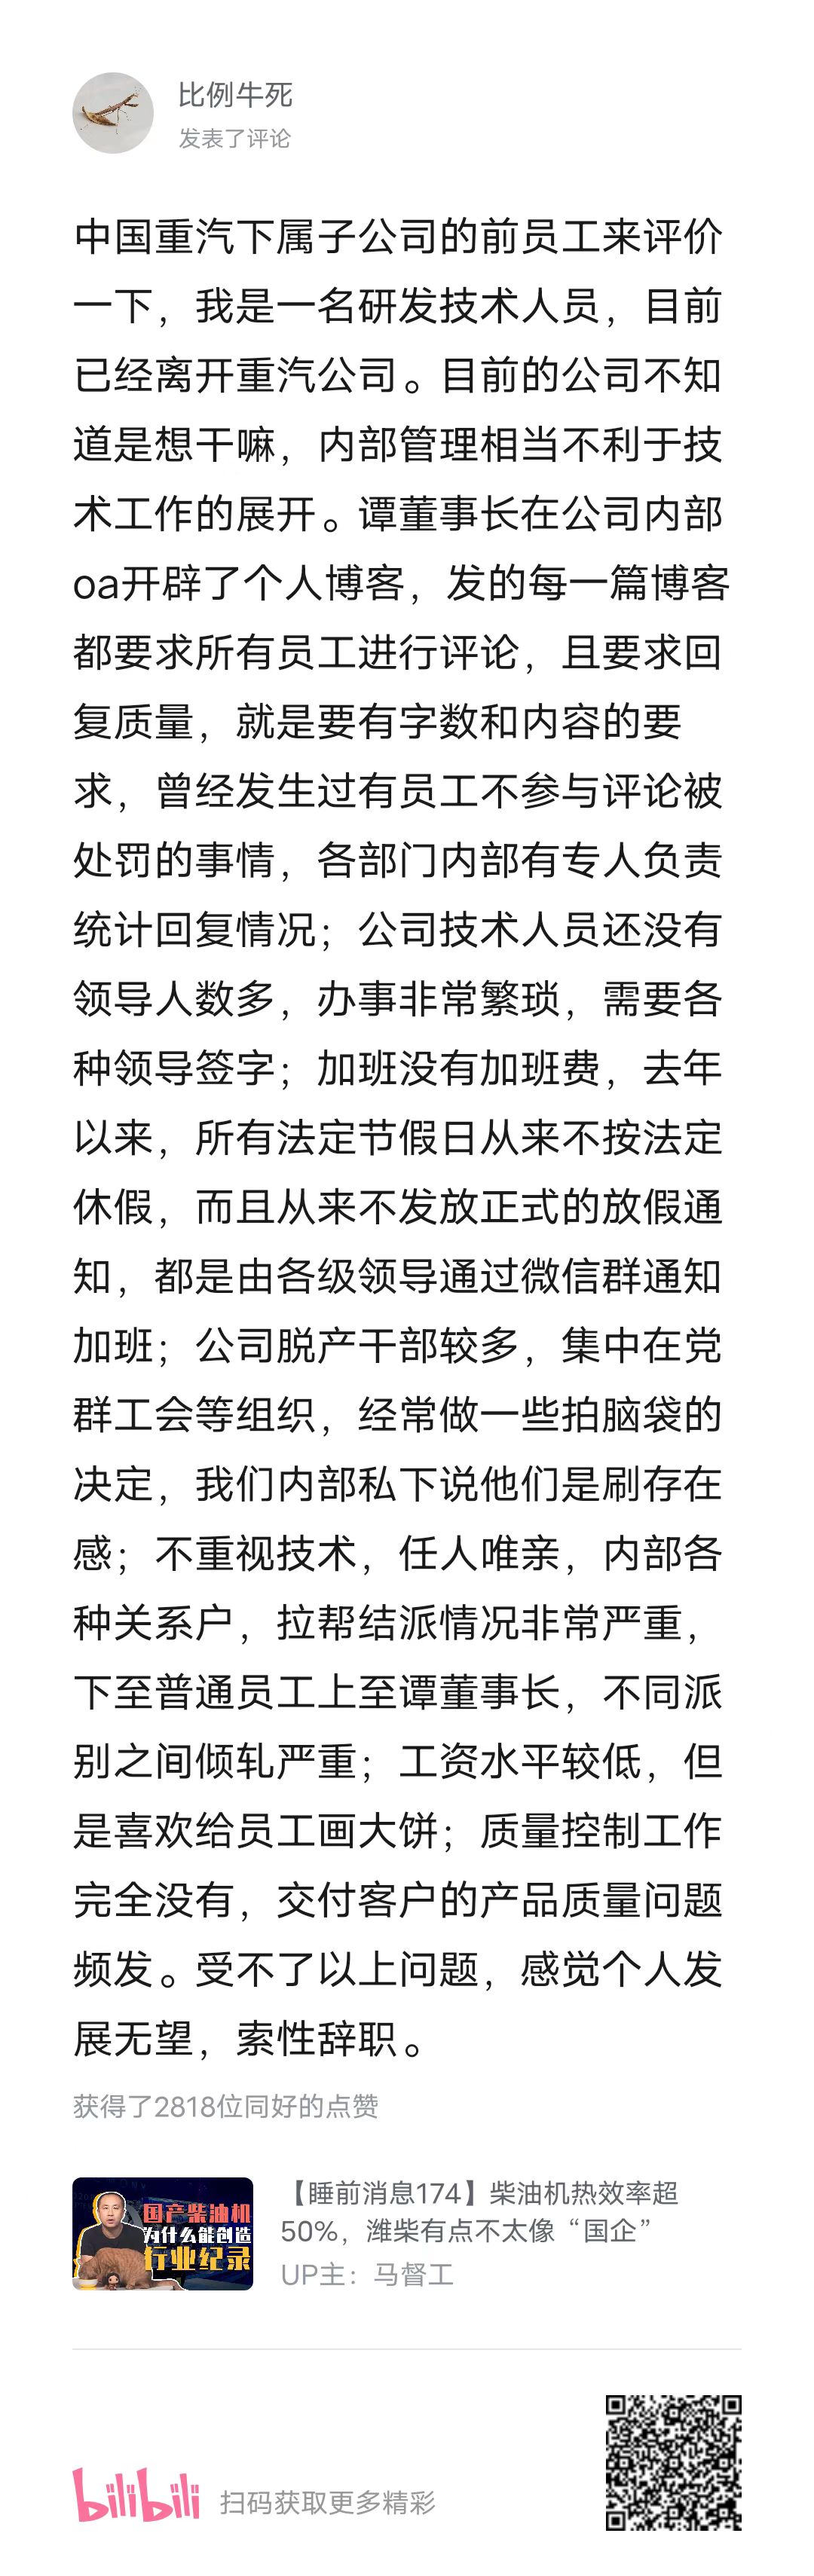 比例牛死
发表了评论
中国重汽下属子公司的前员工来评价
一下，我是一名研发技术人员，目前
已经离开重汽公司。目前的公司不知
道是想干嘛，内部管理相当不利于技
术工作的展开。谭董事长在公司内部
oa开辟了个人博客，发的每一篇博客
都要求所有员工进行评论，且要求回
复质量，就是要有字数和内容的要
求，曾经发生过有员工不参与评论被
处罚的事情，各部门内部有专人负责
统计回复情况；公司技术人员还没有
领导人数多，办事非常繁琐，需要各
种领导签字；加班没有加班费，去年
以来，所有法定节假日从来不按法定
休假，而且从来不发放正式的放假通
知，都是由各级领导通过微信群通知
加班；公司脱产干部较多，集中在党
群工会等组织，经常做一些拍脑袋的
决定，我们内部私下说他们是刷存在
感；不重视技术，任人唯亲，内部各
种关系户，拉帮结派情况非常严重，
下至普通员工上至谭董事长，不同派
别之间倾轧严重；工资水平较低，但
是喜欢给员工画大饼；质量控制工作
完全没有，交付客户的产品质量问题
频发。受不了以上问题，感觉个人发
展无望，索性辞职。
获得了2818位同好的点赞
国产柴油机
为什么能创造
行业纪录
【睡前消息174】柴油机热效率超
50%，潍柴有点不太像“国企”
UP主：马督工
bilibili 扫码获取更多精彩